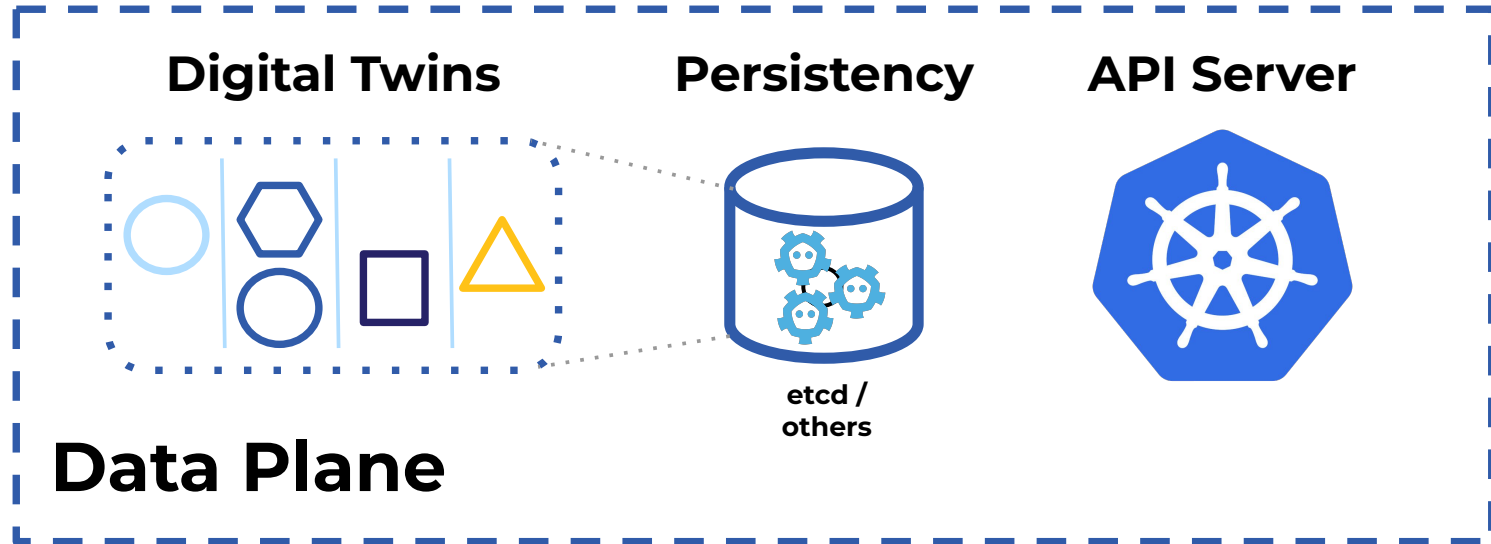 Digital Twins
Persistency
API Server
etcd /
others
Data Plane